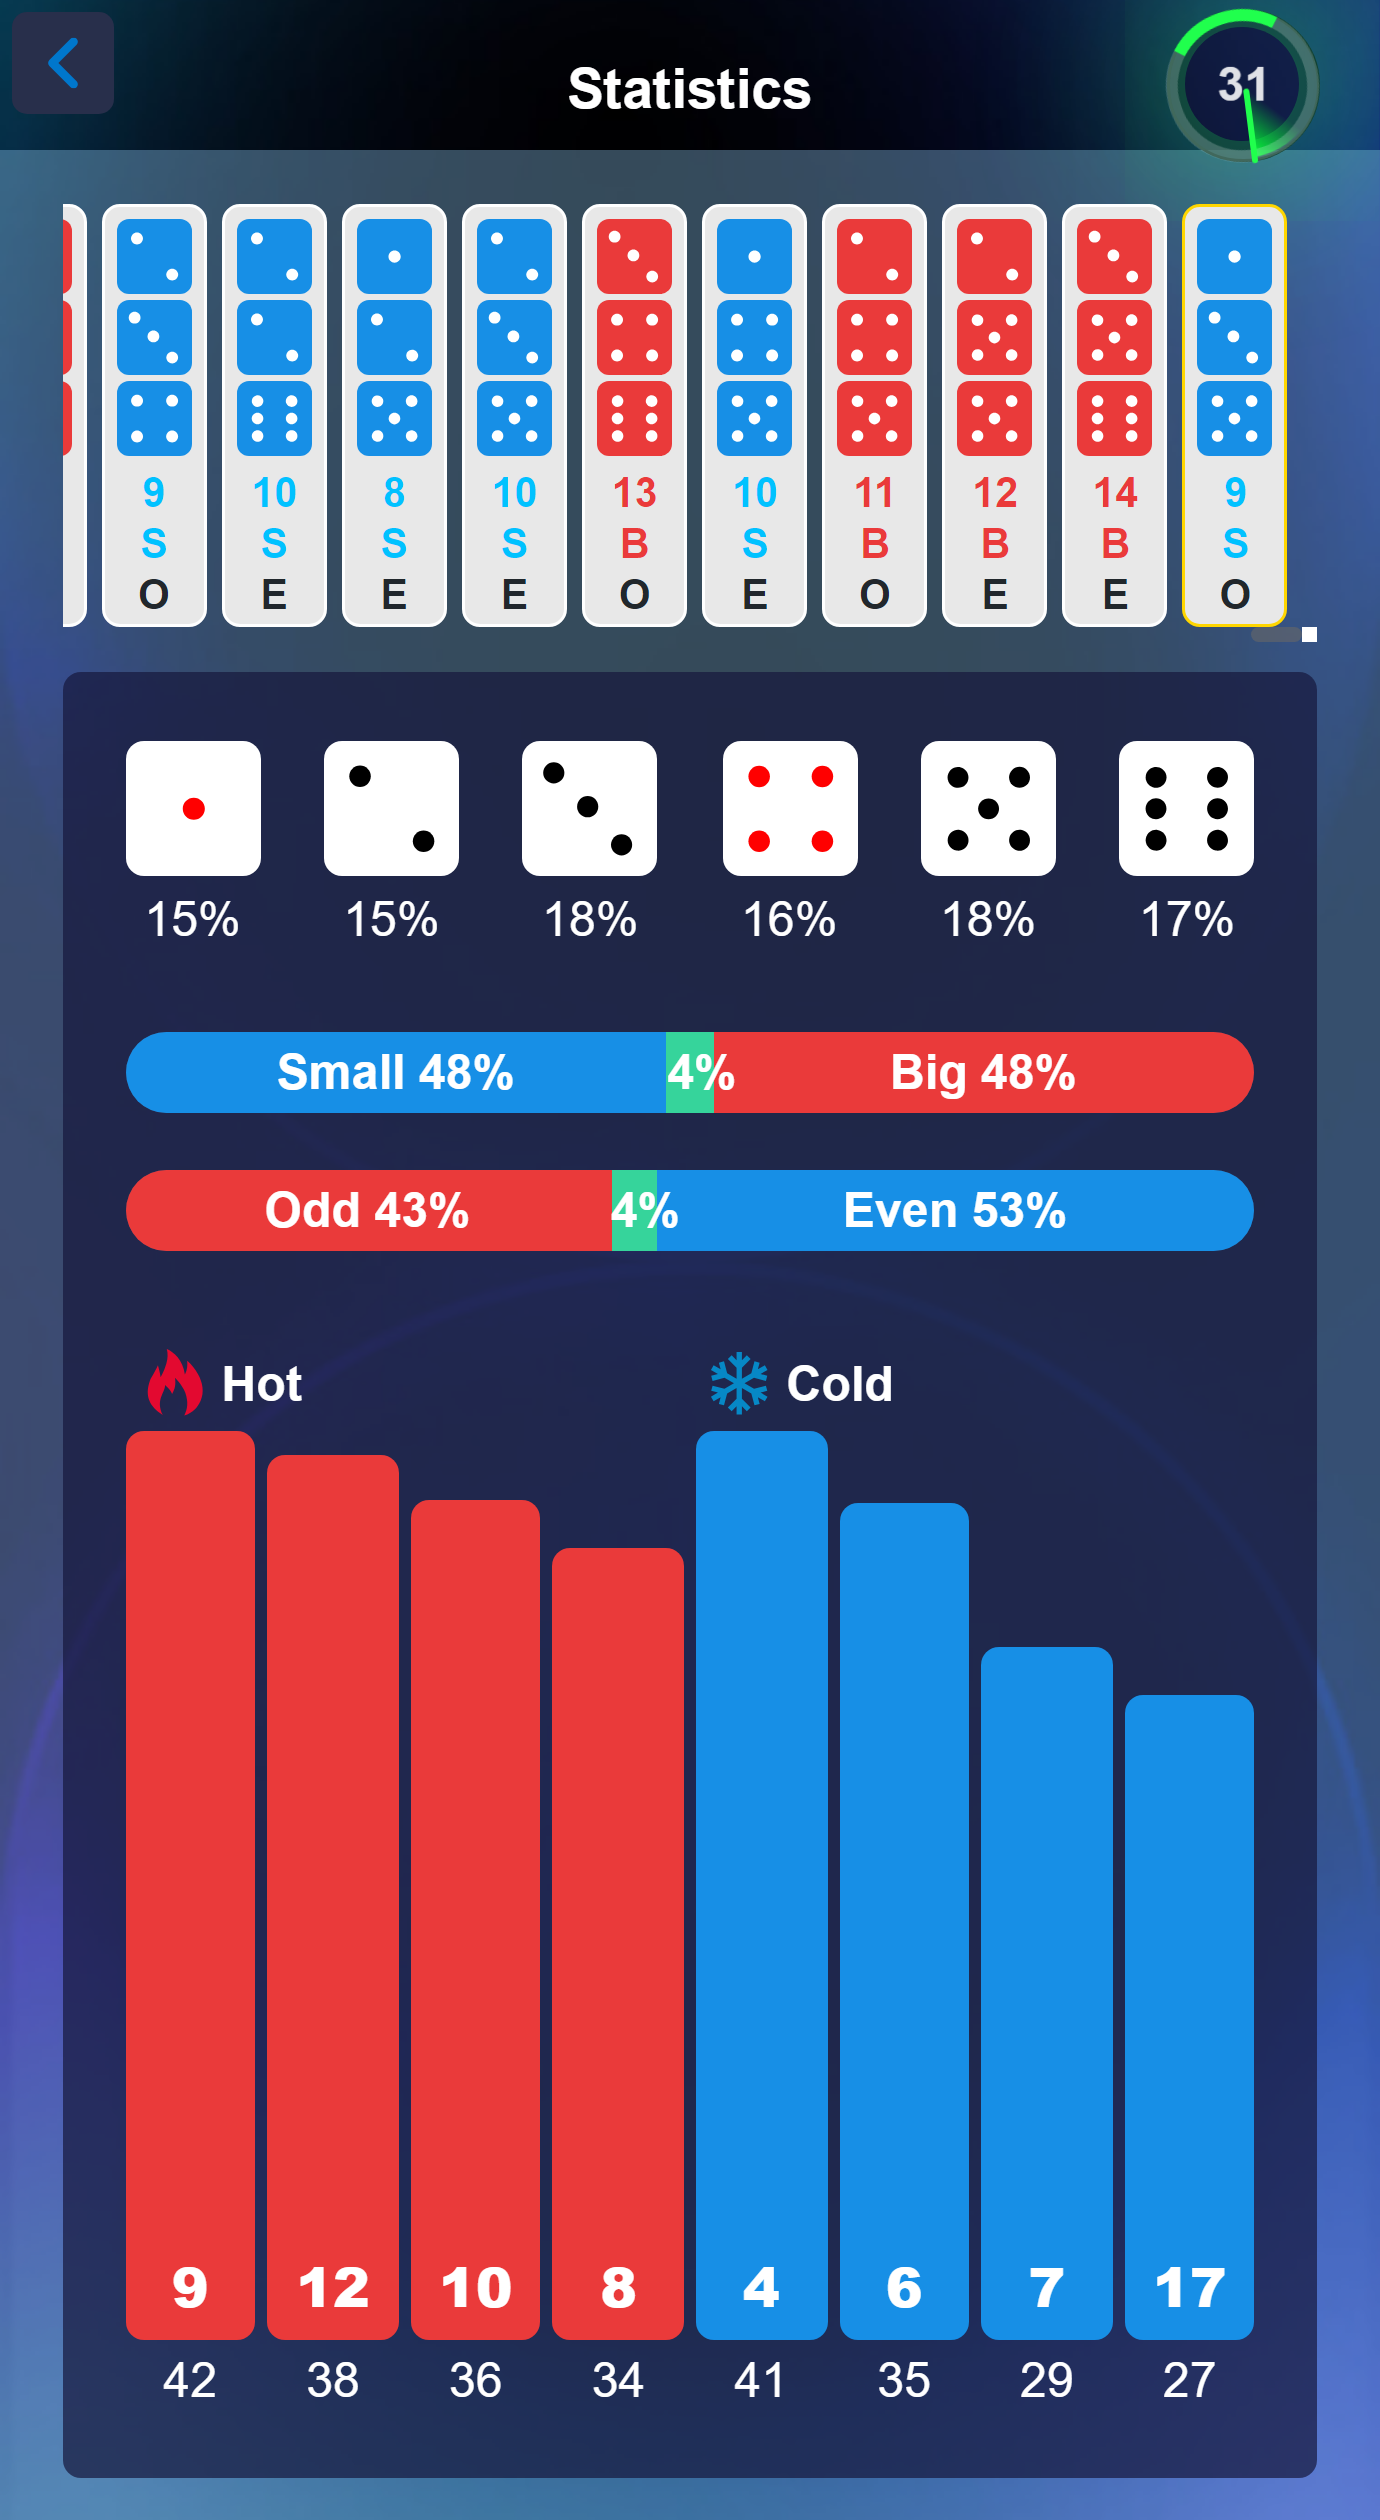 Statistics
31
9 10 8 10 13 10 11 12 14 9
S S S S B S B B B S
O E E E O E O E E O
15% 15% 18% 16% 18% 17%
Small 48% 4% Big 48%
Odd 43% 4% Even 53%
Hot Cold
9 12 10 8 4 6 7 17
42 38 36 34 41 35 29 27